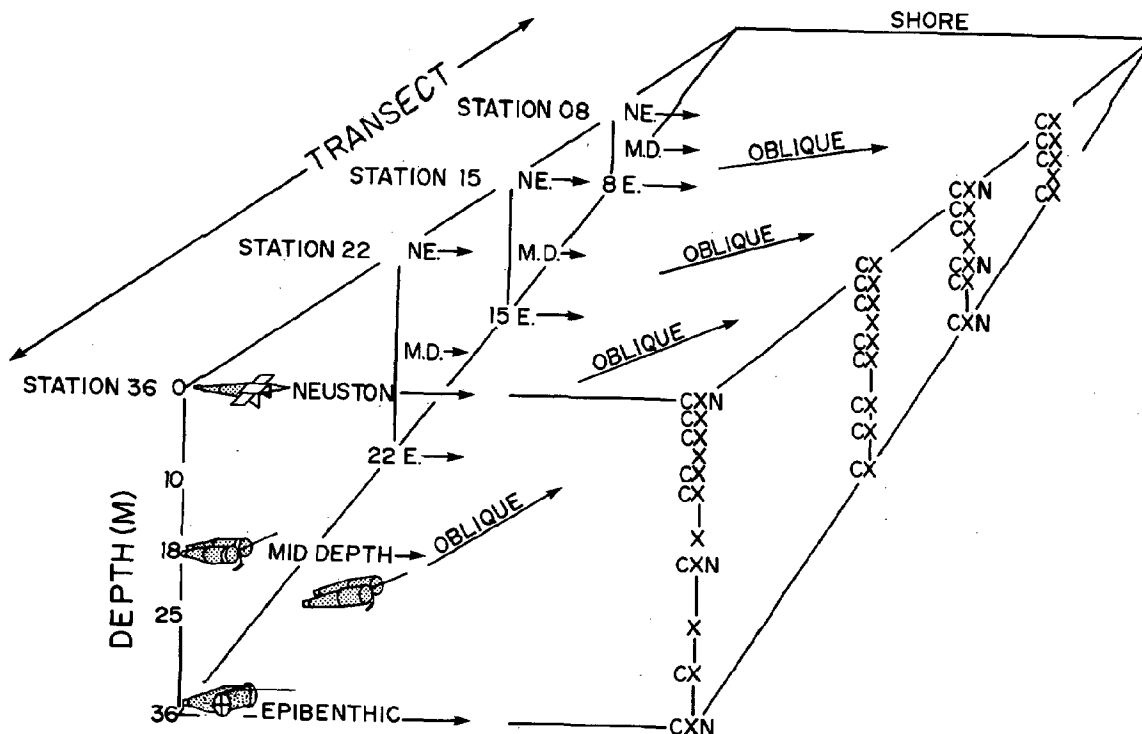 SHORE
TRANSECT
STATION 08 NE.
M.D.
8 E.
OBLIQUE
STATION 15 NE.
M.D.
15 E.
OBLIQUE
STATION 22 NE.
M.D.
22 E.
OBLIQUE
STATION 36 0 NEUSTON
10
18 MID DEPTH
OBLIQUE
25
36 EPIBENTHIC
DEPTH (M)
CXN
CX
CX
X
CX
CX
X
CXN
X
CX
CXN
CX
CX
CX
X
CX
CX
CX
CX
CX
CXN
CX
CX
X
CXN
CX
CXN
CX
CX
CX
X
CX